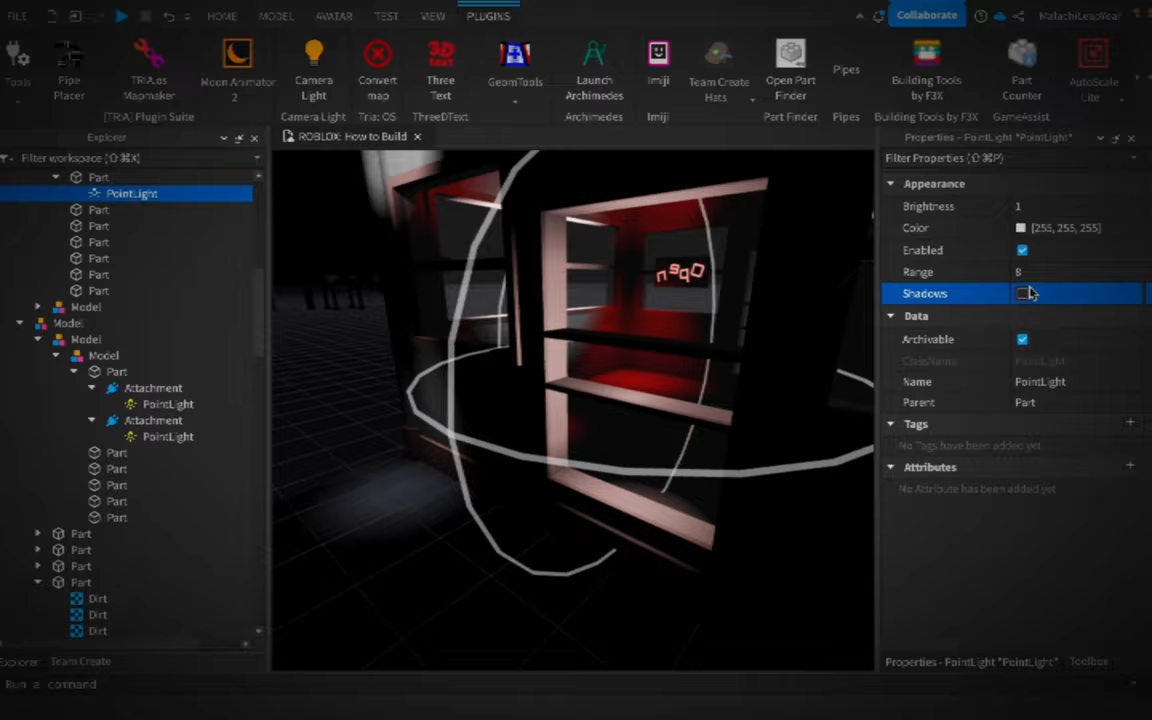 FILE HOME MODEL AVATAR TEST VIEW PLUGINS Collaborate MalachiLeapYear
Tools
Pipe Placer
TRIA.os Mapmaker
Moon Animator 2
Camera Light
Convert map
Three Text
GeomTools
Launch Archimedes
Imiji
Team Create Hats
Open Part Finder
Pipes
Building Tools by F3X
Part Counter
AutoScale Lite
[TRIA] Plugin Suite Camera Light Tria: OS ThreeDText Archimedes Imiji Part Finder Pipes Building Tools by F3X GameAssist
Explorer
ROBLOX: How to Build
Properties - PointLight "PointLight"
Filter workspace (⇧⌘X)
Filter Properties (⇧⌘P)
Part
PointLight
Part
Part
Part
Part
Part
Part
Model
Model
Model
Model
Part
Attachment
PointLight
Attachment
PointLight
Part
Part
Part
Part
Part
Part
Part
Part
Part
Dirt
Dirt
Dirt
Appearance
Brightness 1
Color [255, 255, 255]
Enabled
Range 8
Shadows
Data
Archivable
ClassName PointLight
Name PointLight
Parent Part
Tags
No Tags have been added yet
Attributes
No Attribute has been added yet
Explorer Team Create
Properties - PointLight "PointLight" Toolbox
Run a command